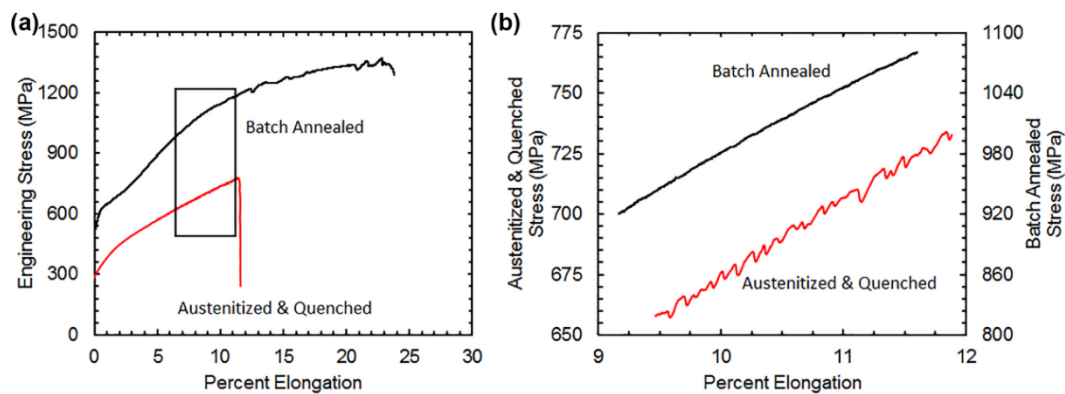 (a)
1500
1200
900
600
300
0
Engineering Stress (MPa)
Batch Annealed
Austenitized & Quenched
0 5 10 15 20 25 30
Percent Elongation
(b)
775
750
725
700
675
650
Austenitized & Quenched
Stress (MPa)
Batch Annealed
Austenitized & Quenched
9 10 11 12
Percent Elongation
1100
1040
980
920
860
800
Batch Annealed
Stress (MPa)